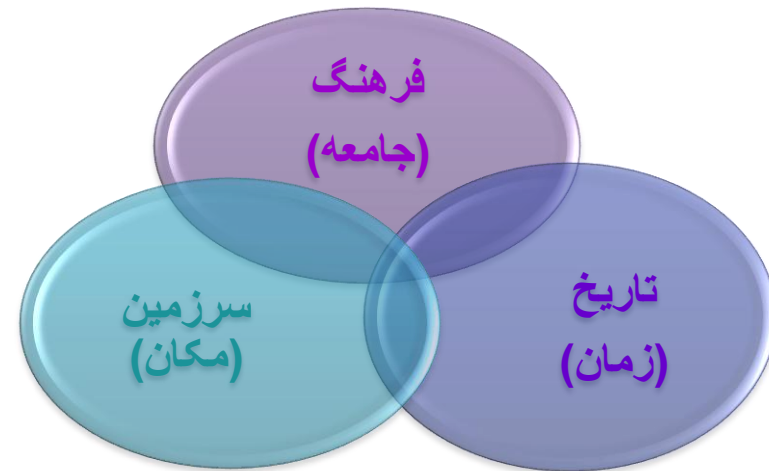 فرهنگ
(جامعه)
تاریخ
(زمان)
سرزمین
(مکان)